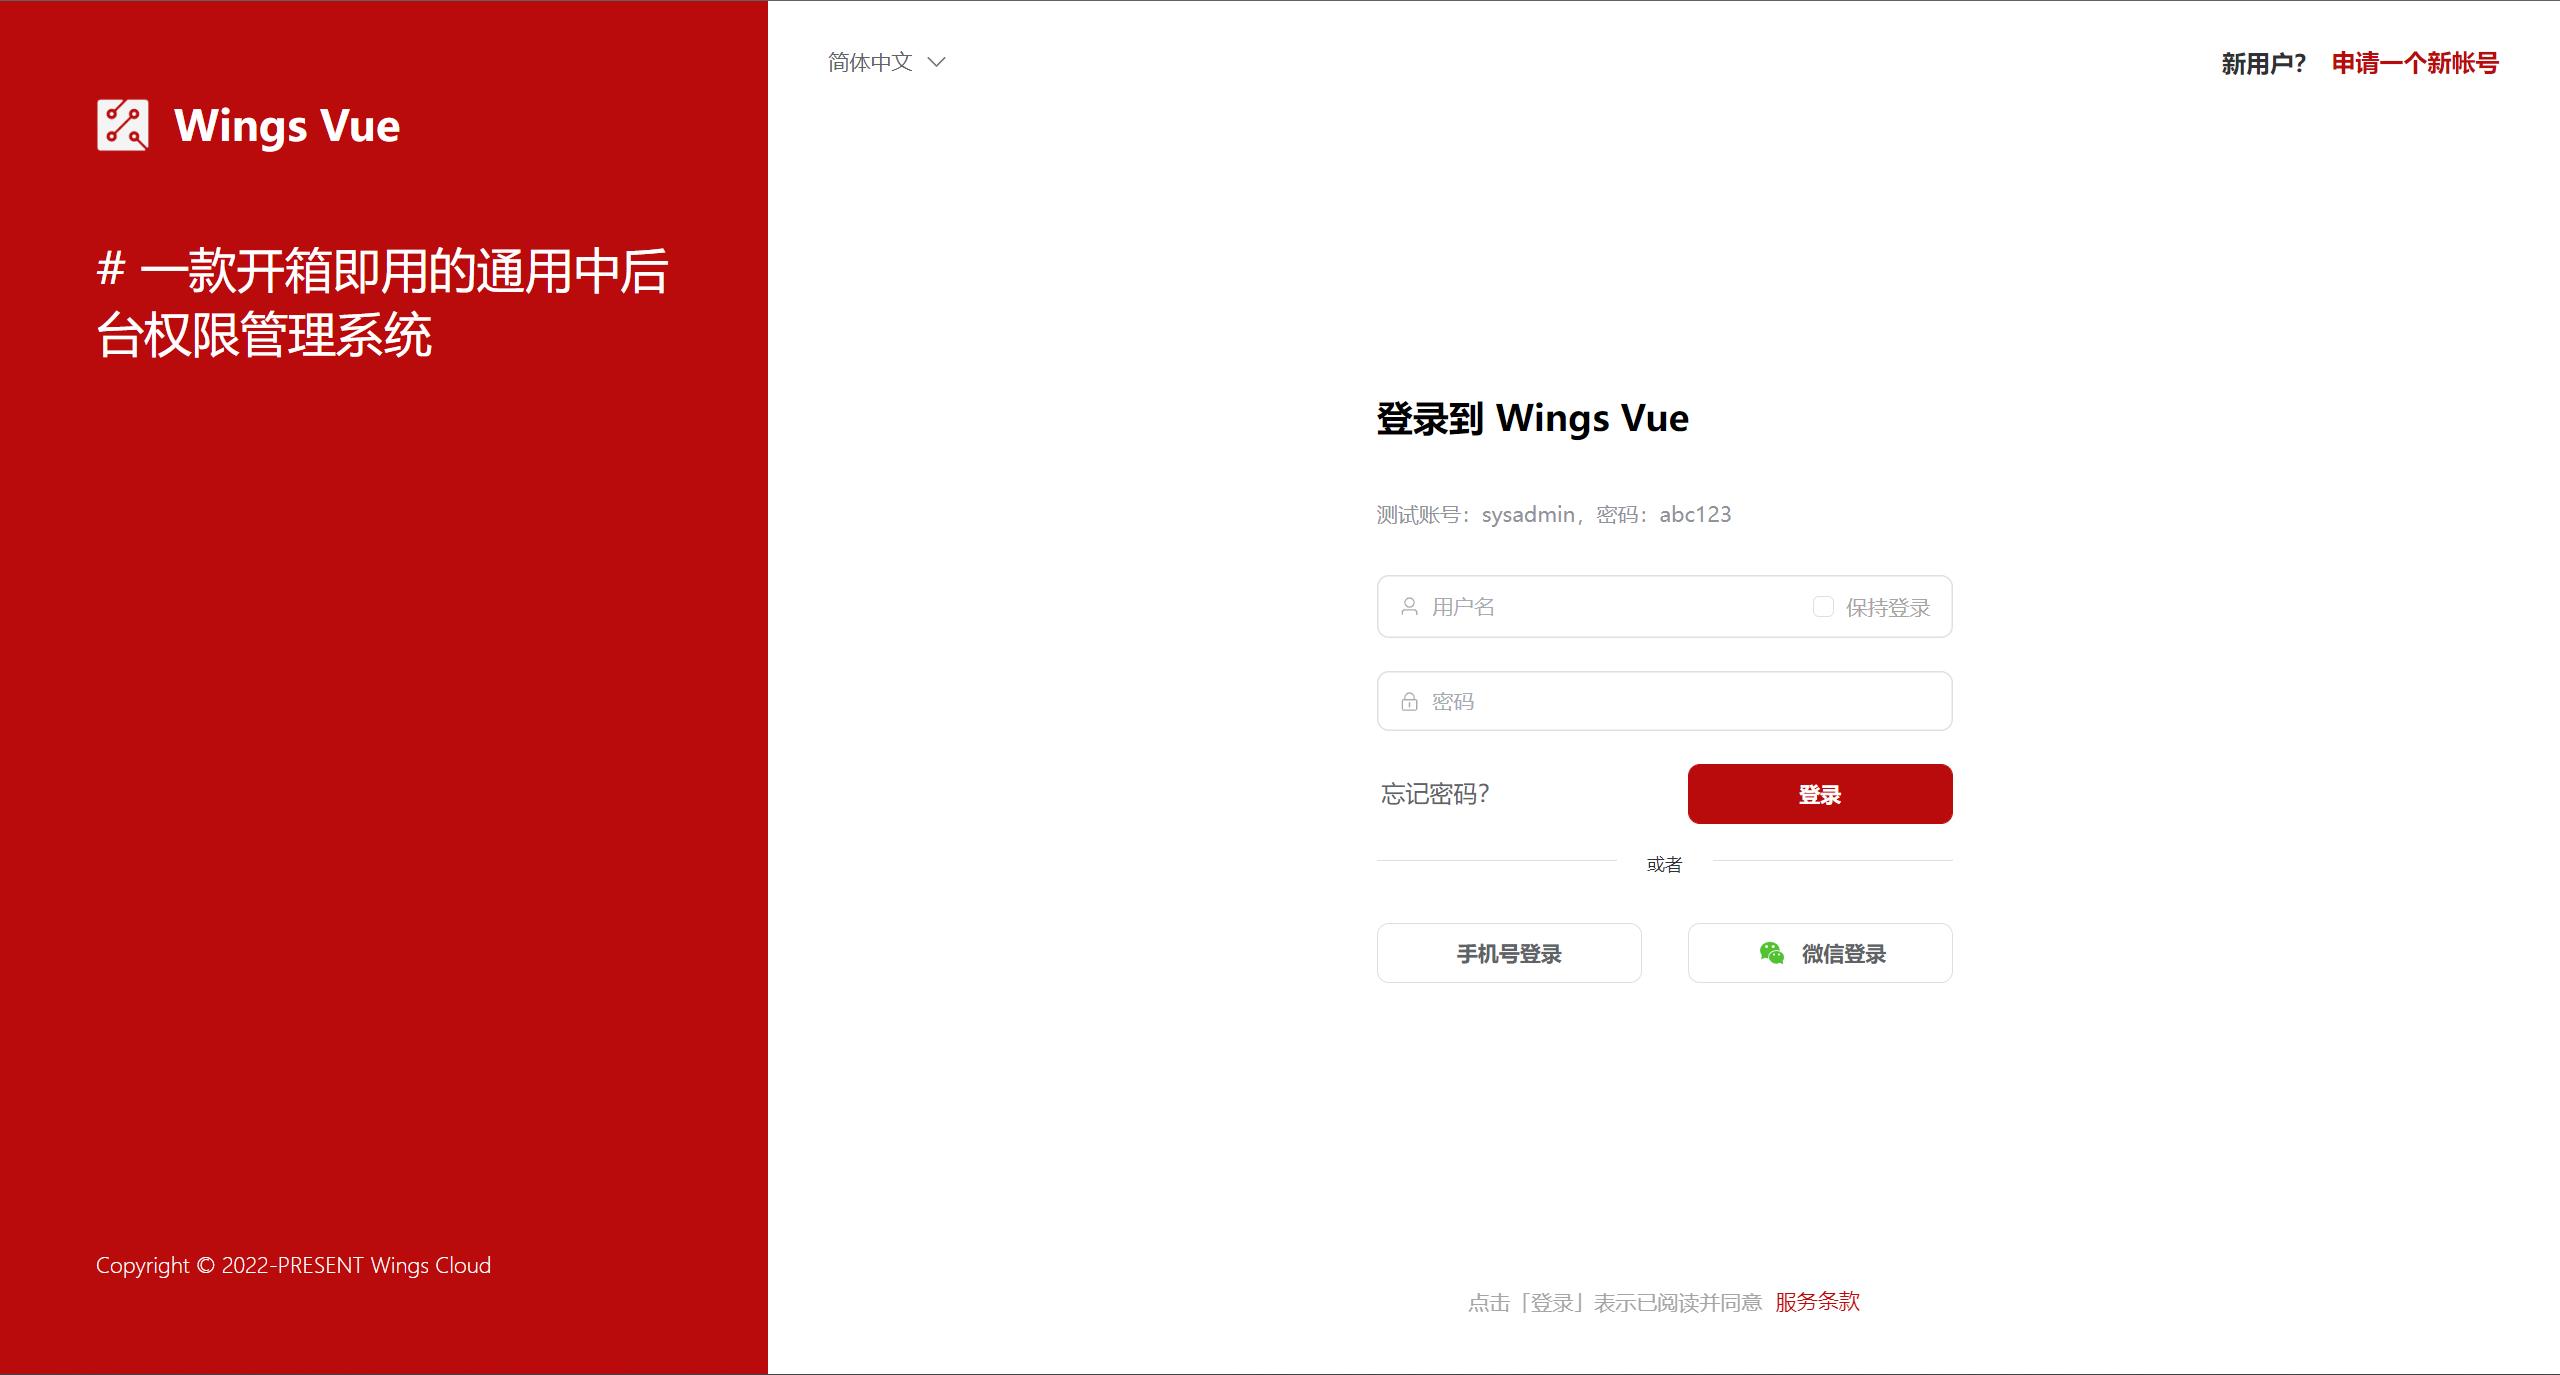 Wings Vue
# 一款开箱即用的通用中后
台权限管理系统
Copyright © 2022-PRESENT Wings Cloud
简体中文
新用户? 申请一个新帐号
登录到 Wings Vue
测试账号：sysadmin，密码：abc123
用户名 保持登录
密码
忘记密码? 登录
或者
手机号登录 微信登录
点击「登录」表示已阅读并同意 服务条款